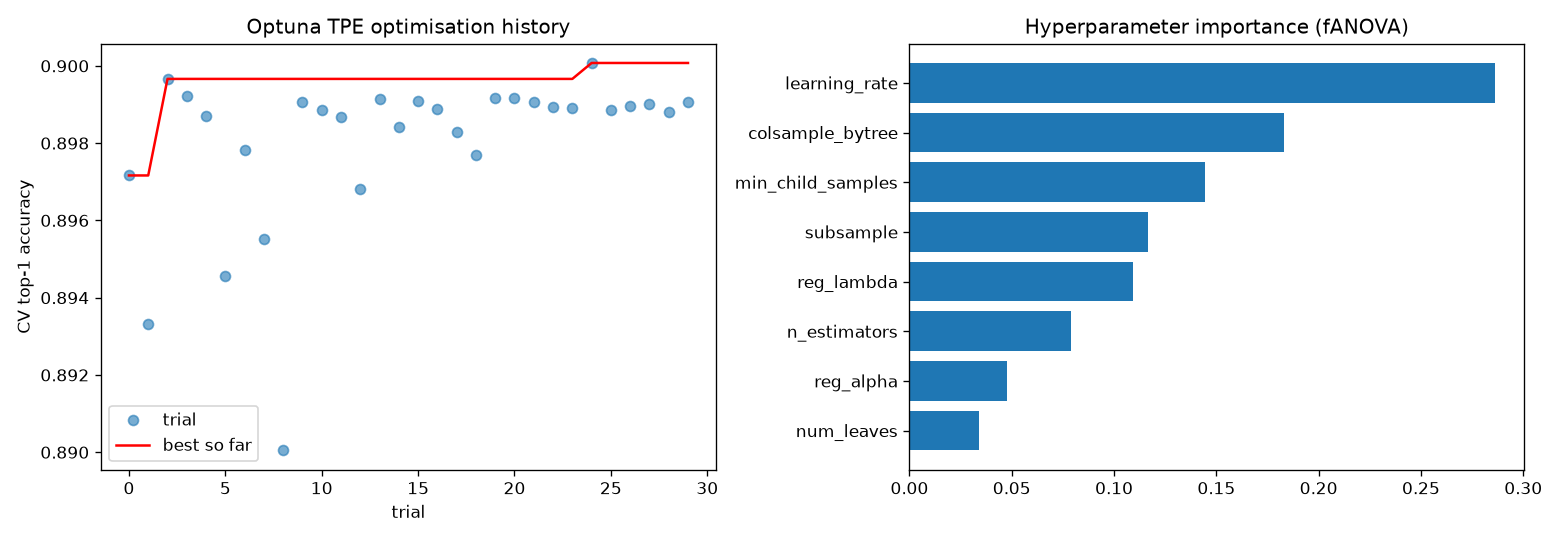 Optuna TPE optimisation history
CV top-1 accuracy
0.900
0.898
0.896
0.894
0.892
0.890
trial
best so far
0
5
10
15
20
25
30
trial
Hyperparameter importance (fANOVA)
learning_rate
colsample_bytree
min_child_samples
subsample
reg_lambda
n_estimators
reg_alpha
num_leaves
0.00
0.05
0.10
0.15
0.20
0.25
0.30